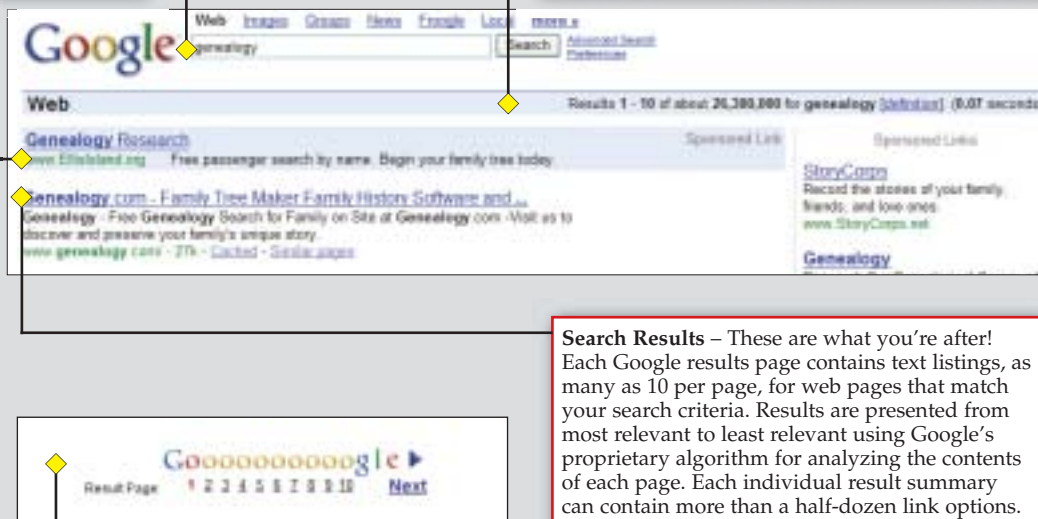 Web Images Groups News Froogle Local more »
Google genealogy Search Advanced Search
Preferences
Web Results 1 - 10 of about 26,300,000 for genealogy [definition]. (0.07 seconds
Genealogy Research Sponsored Link
www.EllisIsland.org Free passenger search by name. Begin your family tree today.
Genealogy.com - Family Tree Maker Family History Software and ...
Genealogy - Free Genealogy Search for Family on Site at Genealogy.com -Visit us to
discover and preserve your family's unique story.
www.genealogy.com/ - 27k - Cached - Similar pages
Sponsored Links
StoryCorps
Record the stories of your family,
friends, and love ones.
www.StoryCorps.net
Genealogy
Search Results – These are what you're after!
Each Google results page contains text listings, as
many as 10 per page, for web pages that match
your search criteria. Results are presented from
most relevant to least relevant using Google's
proprietary algorithm for analyzing the contents
of each page. Each individual result summary
can contain more than a half-dozen link options.
Goooooooooogle
Result Page 1 2 3 4 5 6 7 8 9 10 Next